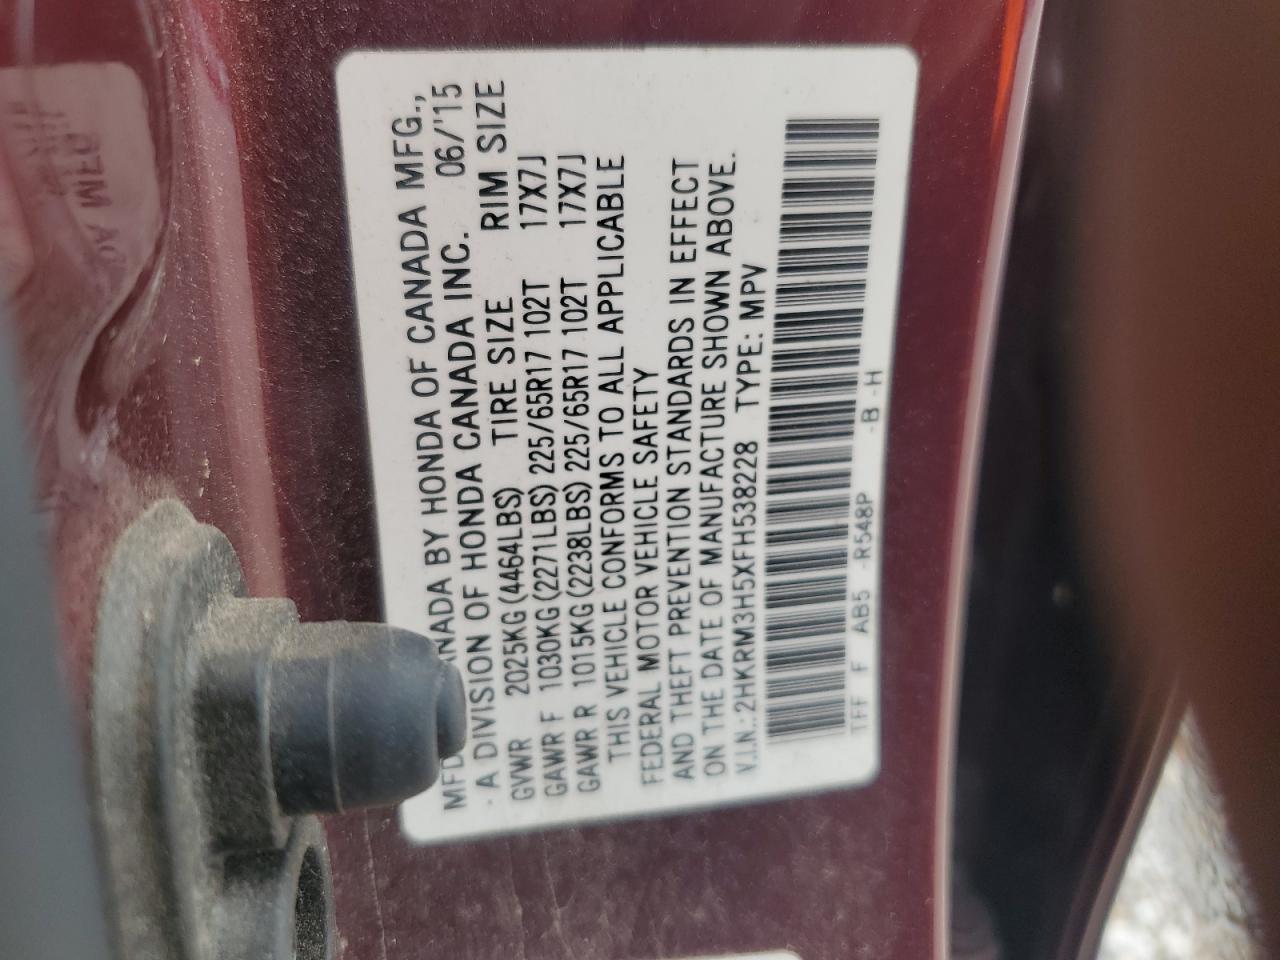 MFD. CANADA BY HONDA OF CANADA MFG.,
A DIVISION OF HONDA CANADA INC. 06/'15
GVWR 2025KG (4464LBS) TIRE SIZE RIM SIZE
GAWR F 1030KG (2271LBS) 225/65R17 102T 17X7J
GAWR R 1015KG (2238LBS) 225/65R17 102T 17X7J
THIS VEHICLE CONFORMS TO ALL APPLICABLE
FEDERAL MOTOR VEHICLE SAFETY
AND THEFT PREVENTION STANDARDS IN EFFECT
ON THE DATE OF MANUFACTURE SHOWN ABOVE.
V.I.N.: 2HKRM3H5XFH538228 TYPE: MPV
TFF F AB5 -R548P -B -H